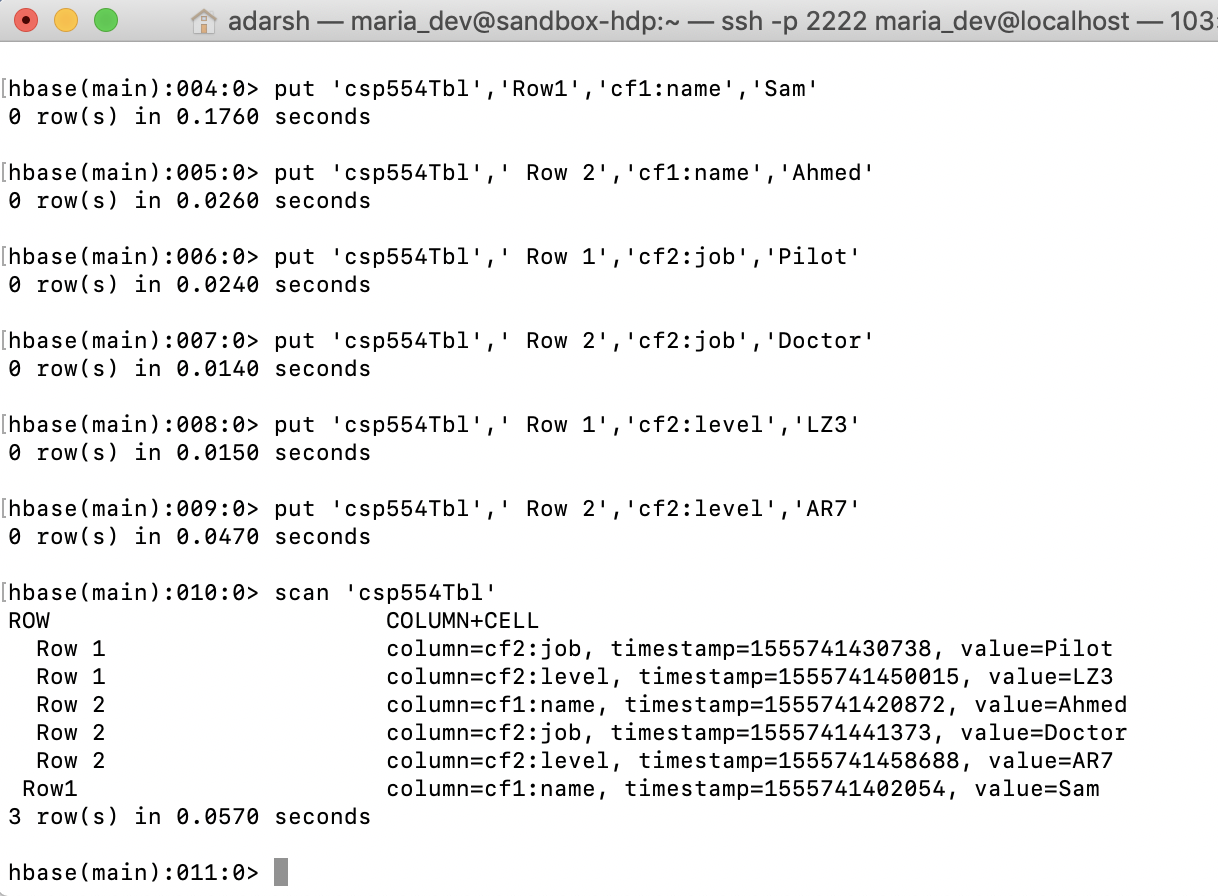 adarsh — maria_dev@sandbox-hdp:~ — ssh -p 2222 maria_dev@localhost — 103
[hbase(main):004:0> put 'csp554Tbl','Row1','cf1:name','Sam'
0 row(s) in 0.1760 seconds
[hbase(main):005:0> put 'csp554Tbl',' Row 2','cf1:name','Ahmed'
0 row(s) in 0.0260 seconds
[hbase(main):006:0> put 'csp554Tbl',' Row 1','cf2:job','Pilot'
0 row(s) in 0.0240 seconds
[hbase(main):007:0> put 'csp554Tbl',' Row 2','cf2:job','Doctor'
0 row(s) in 0.0140 seconds
[hbase(main):008:0> put 'csp554Tbl',' Row 1','cf2:level','LZ3'
0 row(s) in 0.0150 seconds
[hbase(main):009:0> put 'csp554Tbl',' Row 2','cf2:level','AR7'
0 row(s) in 0.0470 seconds
[hbase(main):010:0> scan 'csp554Tbl'
ROW                        COLUMN+CELL
  Row 1                    column=cf2:job, timestamp=1555741430738, value=Pilot
  Row 1                    column=cf2:level, timestamp=1555741450015, value=LZ3
  Row 2                    column=cf1:name, timestamp=1555741420872, value=Ahmed
  Row 2                    column=cf2:job, timestamp=1555741441373, value=Doctor
  Row 2                    column=cf2:level, timestamp=1555741458688, value=AR7
 Row1                      column=cf1:name, timestamp=1555741402054, value=Sam
3 row(s) in 0.0570 seconds
hbase(main):011:0>